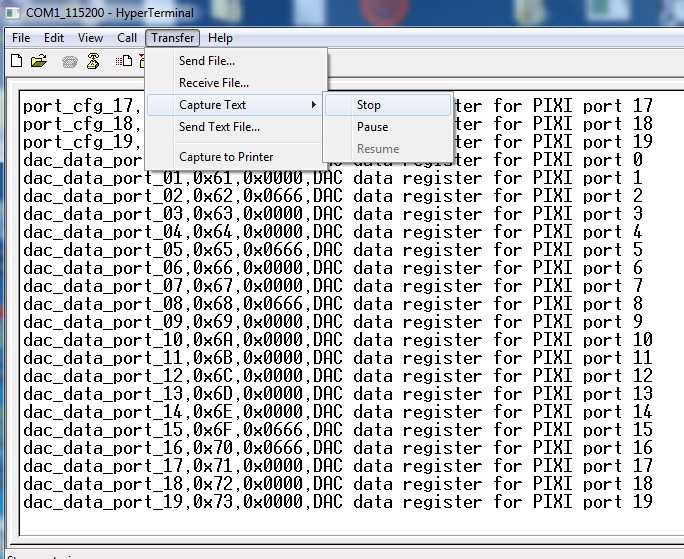 COM1_115200 - HyperTerminal
File Edit View Call Transfer Help
Send File...
Receive File...
Capture Text
Send Text File...
Capture to Printer
Stop
Pause
Resume
port_cfg_17, ster for PIXI port 17
port_cfg_18, ster for PIXI port 18
port_cfg_19, ster for PIXI port 19
dac_data_port register for PIXI port 0
dac_data_port_01,0x61,0x0000,DAC data register for PIXI port 1
dac_data_port_02,0x62,0x0666,DAC data register for PIXI port 2
dac_data_port_03,0x63,0x0000,DAC data register for PIXI port 3
dac_data_port_04,0x64,0x0000,DAC data register for PIXI port 4
dac_data_port_05,0x65,0x0666,DAC data register for PIXI port 5
dac_data_port_06,0x66,0x0000,DAC data register for PIXI port 6
dac_data_port_07,0x67,0x0000,DAC data register for PIXI port 7
dac_data_port_08,0x68,0x0666,DAC data register for PIXI port 8
dac_data_port_09,0x69,0x0000,DAC data register for PIXI port 9
dac_data_port_10,0x6A,0x0000,DAC data register for PIXI port 10
dac_data_port_11,0x6B,0x0000,DAC data register for PIXI port 11
dac_data_port_12,0x6C,0x0000,DAC data register for PIXI port 12
dac_data_port_13,0x6D,0x0000,DAC data register for PIXI port 13
dac_data_port_14,0x6E,0x0000,DAC data register for PIXI port 14
dac_data_port_15,0x6F,0x0666,DAC data register for PIXI port 15
dac_data_port_16,0x70,0x0666,DAC data register for PIXI port 16
dac_data_port_17,0x71,0x0000,DAC data register for PIXI port 17
dac_data_port_18,0x72,0x0000,DAC data register for PIXI port 18
dac_data_port_19,0x73,0x0000,DAC data register for PIXI port 19